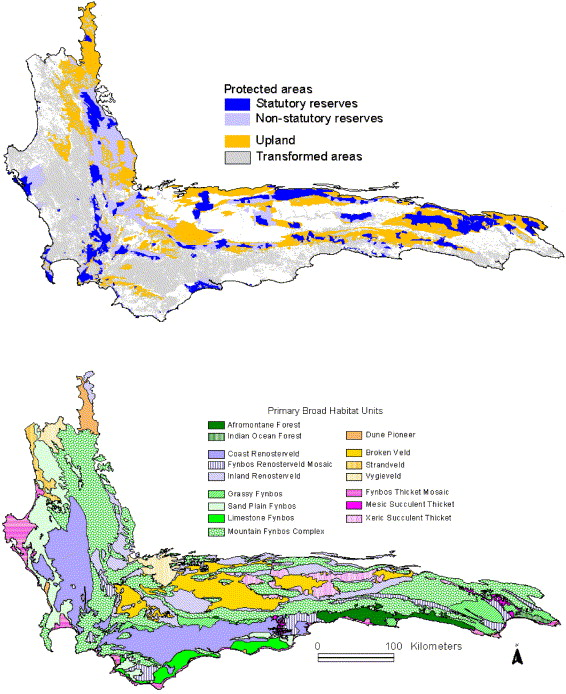 Protected areas
Statutory reserves
Non-statutory reserves
Upland
Transformed areas
Primary Broad Habitat Units
Afromontane Forest
Indian Ocean Forest
Coast Renosterveld
Fynbos Renosterveld Mosaic
Inland Renosterveld
Grassy Fynbos
Sand Plain Fynbos
Limestone Fynbos
Mountain Fynbos Complex
Dune Pioneer
Broken Veld
Strandveld
Vygieveld
Fynbos Thicket Mosaic
Mesic Succulent Thicket
Xeric Succulent Thicket
0 100 Kilometers